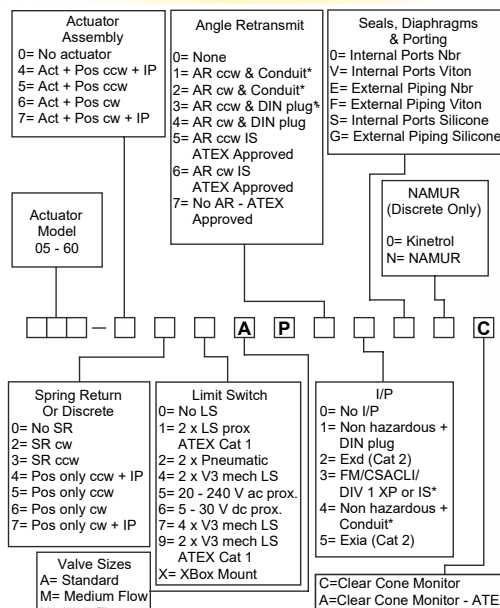 Actuator
Assembly
0= No actuator
4= Act + Pos ccw + IP
5= Act + Pos ccw
6= Act + Pos cw
7= Act + Pos cw + IP
Angle Retransmit
0= None
1= AR ccw & Conduit*
2= AR cw & Conduit*
3= AR ccw & DIN plug*
4= AR cw & DIN plug
5= AR ccw IS
ATEX Approved
6= AR cw IS
ATEX Approved
7= No AR - ATEX
Approved
Seals, Diaphragms
& Porting
0= Internal Ports Nbr
V= Internal Ports Viton
E= External Piping Nbr
F= External Piping Viton
S= Internal Ports Silicone
G= External Piping Silicone
Actuator
Model
05 - 60
NAMUR
(Discrete Only)
0= Kinetrol
N= NAMUR
A P C
Spring Return
Or Discrete
0= No SR
2= SR cw
3= SR ccw
4= Pos only ccw + IP
5= Pos only ccw
6= Pos only cw
7= Pos only cw + IP
Limit Switch
0= No LS
1= 2 x LS prox
ATEX Cat 1
2= 2 x Pneumatic
4= 2 x V3 mech LS
5= 20 - 240 V ac prox.
6= 5 - 30 V dc prox.
7= 4 x V3 mech LS
9= 2 x V3 mech LS
ATEX Cat 1
X= XBox Mount
I/P
0= No I/P
1= Non hazardous +
DIN plug
2= Exd (Cat 2)
3= FM/CSACLI/
DIV 1 XP or IS*
4= Non hazardous +
Conduit*
5= Exia (Cat 2)
Valve Sizes
A= Standard
M= Medium Flow
C=Clear Cone Monitor
A=Clear Cone Monitor - ATE